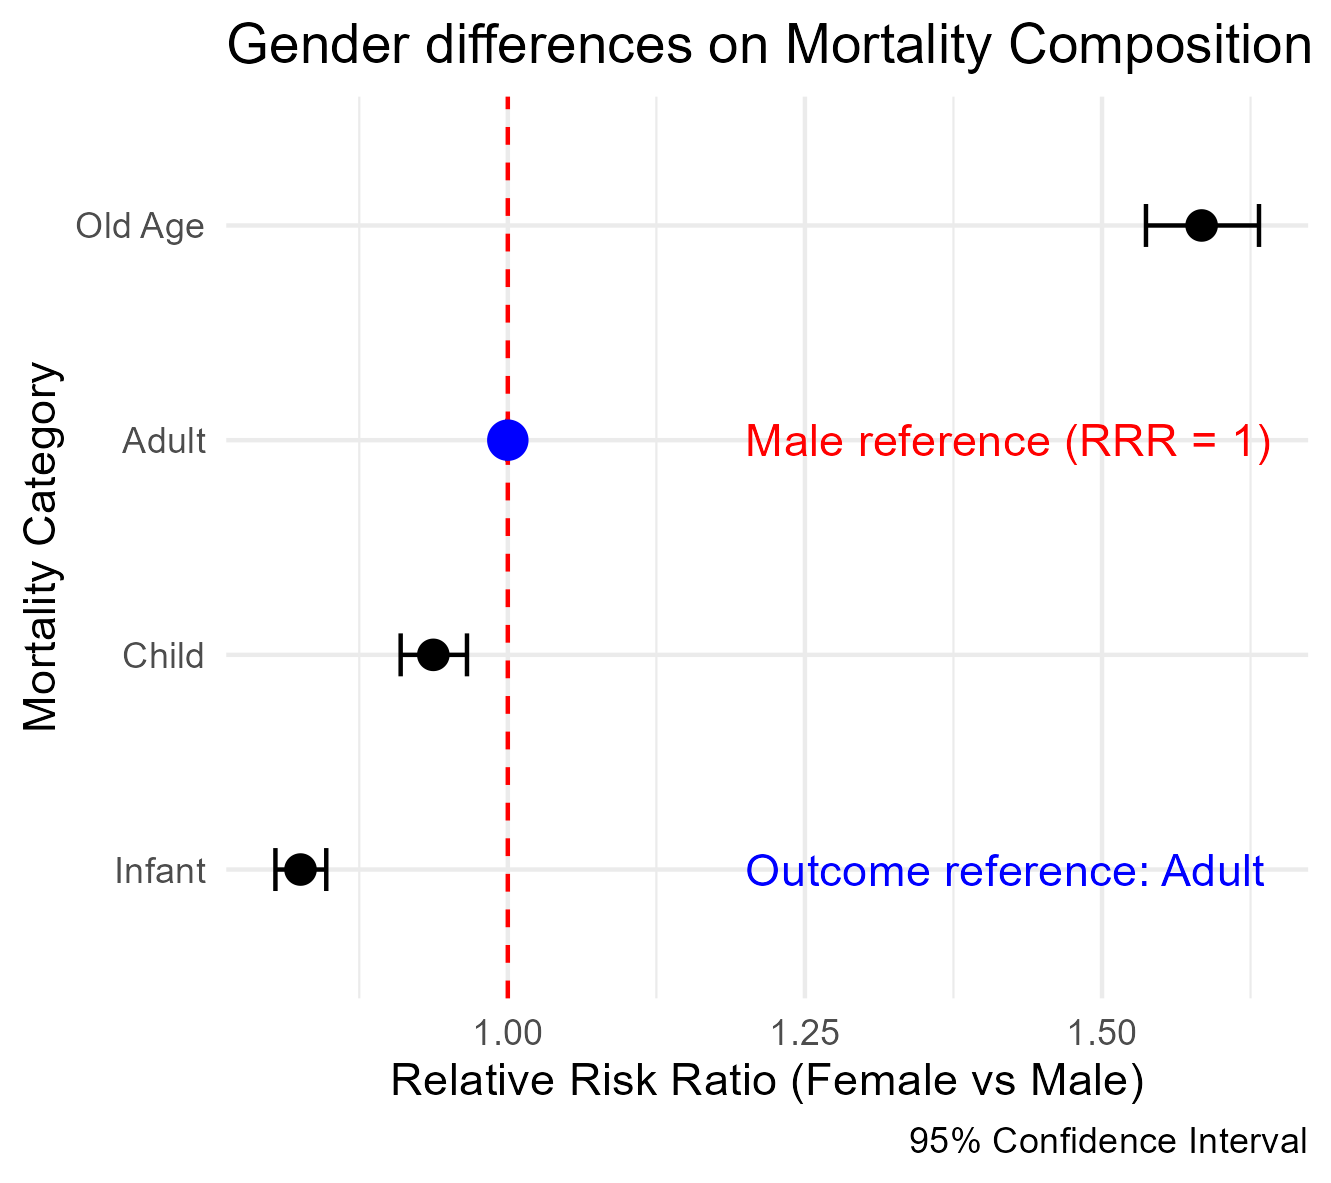 Gender differences on Mortality Composition
Mortality Category
Old Age
Adult
Male reference (RRR = 1)
Child
Infant
Outcome reference: Adult
1.00
1.25
1.50
Relative Risk Ratio (Female vs Male)
95% Confidence Interval